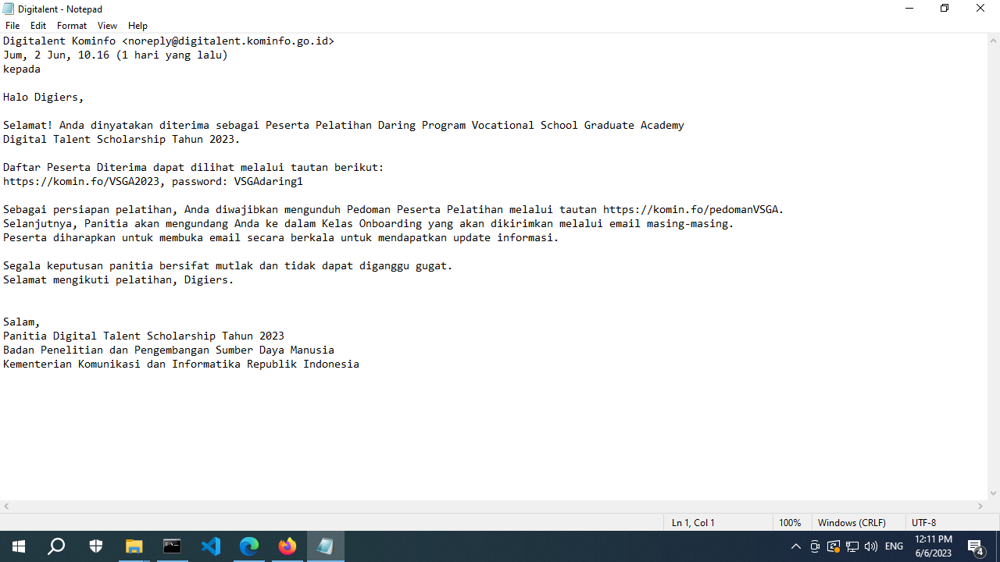 Digitalent - Notepad
File Edit Format View Help
Digitalent Kominfo <noreply@digitalent.kominfo.go.id>
Jum, 2 Jun, 10.16 (1 hari yang lalu)
kepada
Halo Digiers,
Selamat! Anda dinyatakan diterima sebagai Peserta Pelatihan Daring Program Vocational School Graduate Academy
Digital Talent Scholarship Tahun 2023.
Daftar Peserta Diterima dapat dilihat melalui tautan berikut:
https://komin.fo/VSGA2023, password: VSGAdaring1
Sebagai persiapan pelatihan, Anda diwajibkan mengunduh Pedoman Peserta Pelatihan melalui tautan https://komin.fo/pedomanVSGA.
Selanjutnya, Panitia akan mengundang Anda ke dalam Kelas Onboarding yang akan dikirimkan melalui email masing-masing.
Peserta diharapkan untuk membuka email secara berkala untuk mendapatkan update informasi.
Segala keputusan panitia bersifat mutlak dan tidak dapat diganggu gugat.
Selamat mengikuti pelatihan, Digiers.
Salam,
Panitia Digital Talent Scholarship Tahun 2023
Badan Penelitian dan Pengembangan Sumber Daya Manusia
Kementerian Komunikasi dan Informatika Republik Indonesia
Ln 1, Col 1 100% Windows (CRLF) UTF-8
ENG 12:11 PM 4
6/6/2023